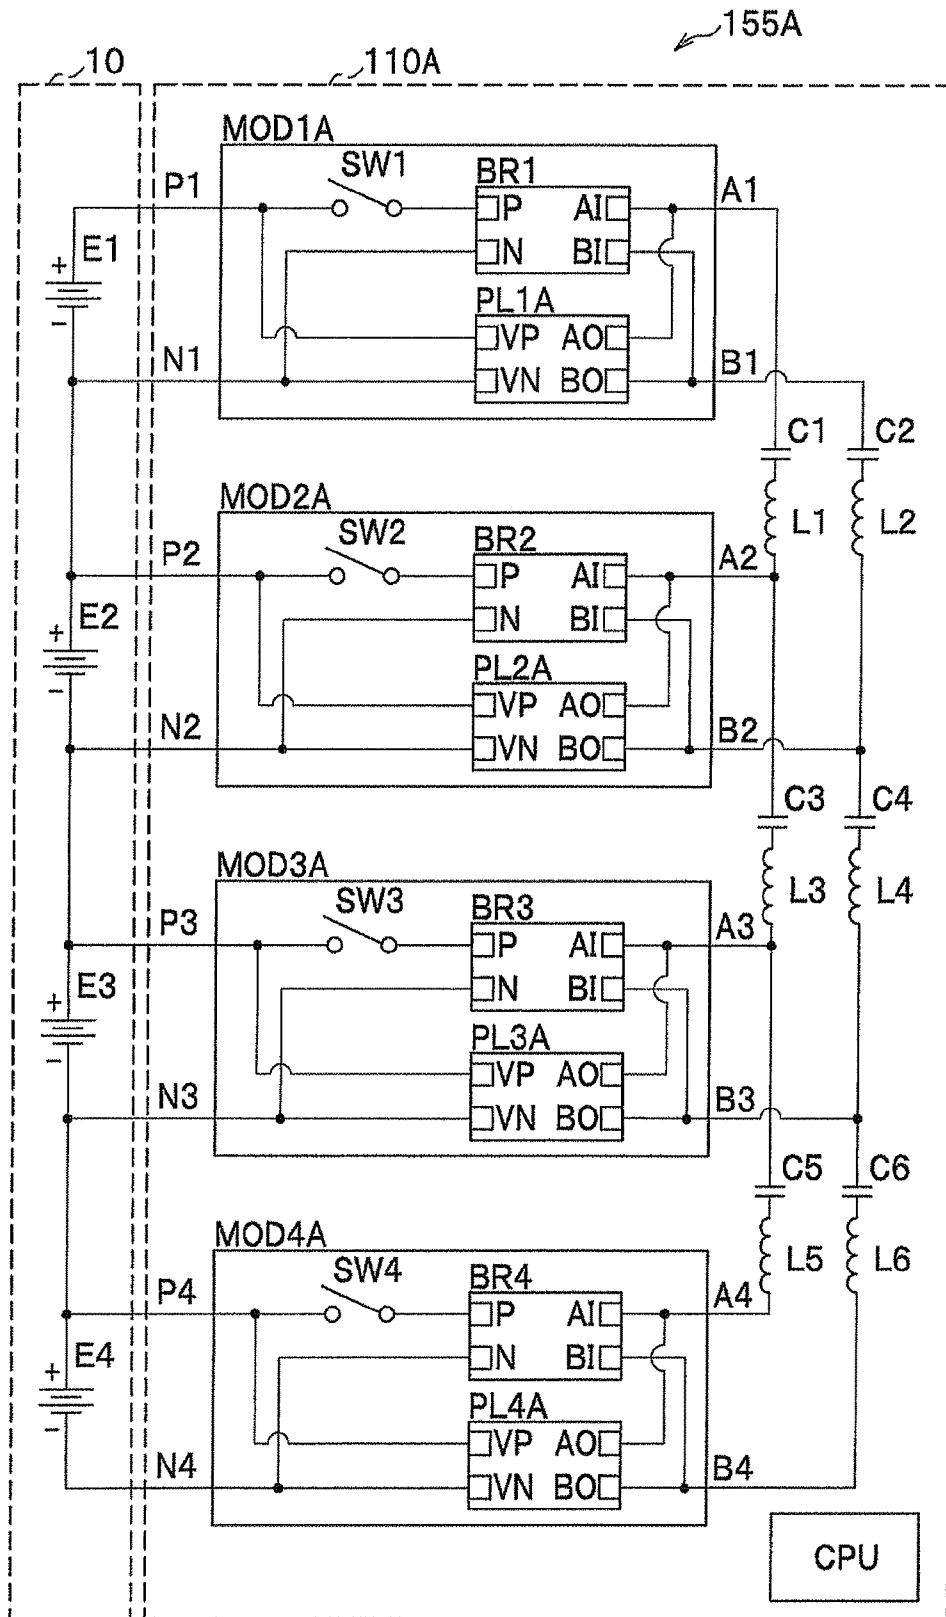 155A
10
110A
MOD1A
SW1
BR1
P1
P AI
A1
E1
+
N BI
-
PL1A
VP AO
N1
VN BO
B1
C1
C2
L1
L2
MOD2A
SW2
BR2
P2
P AI
A2
E2
+
N BI
-
PL2A
VP AO
N2
VN BO
B2
C3
C4
L3
L4
MOD3A
SW3
BR3
P3
P AI
A3
E3
+
N BI
-
PL3A
VP AO
N3
VN BO
B3
C5
C6
L5
L6
MOD4A
SW4
BR4
P4
P AI
A4
E4
+
N BI
-
PL4A
VP AO
N4
VN BO
B4
CPU